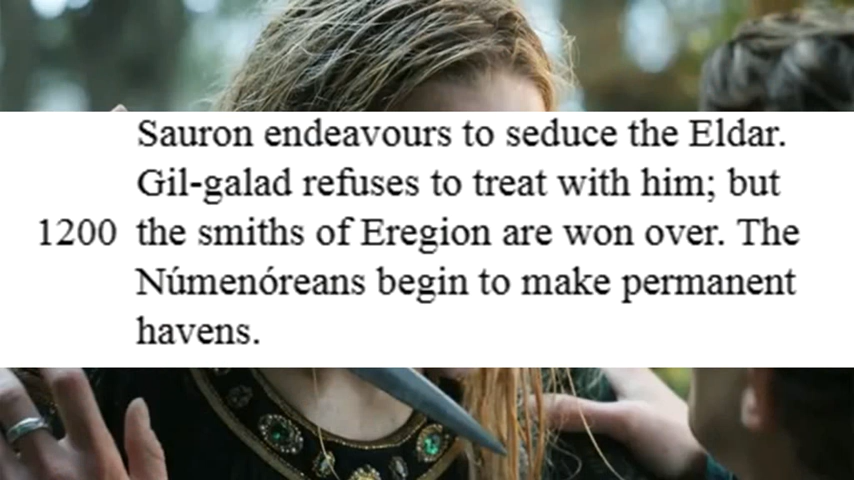 Sauron endeavours to seduce the Eldar.
Gil-galad refuses to treat with him; but
1200 the smiths of Eregion are won over. The
Númenóreans begin to make permanent
havens.